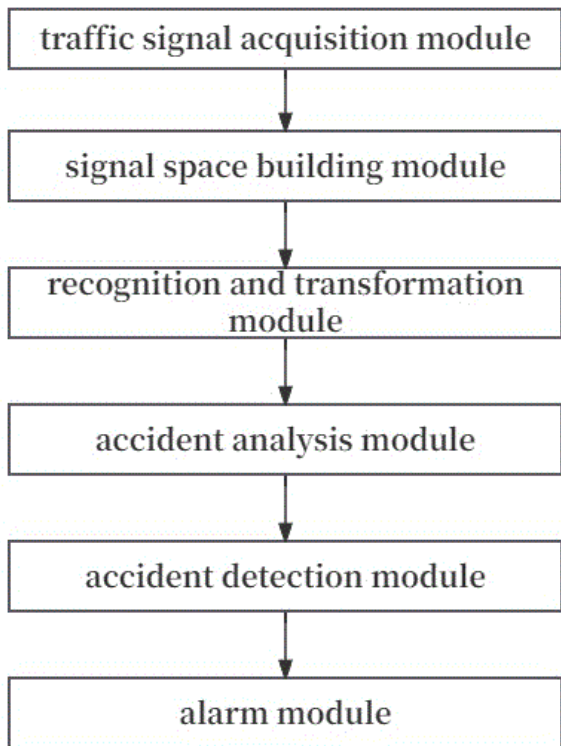 traffic signal acquisition module
signal space building module
recognition and transformation
module
accident analysis module
accident detection module
alarm module